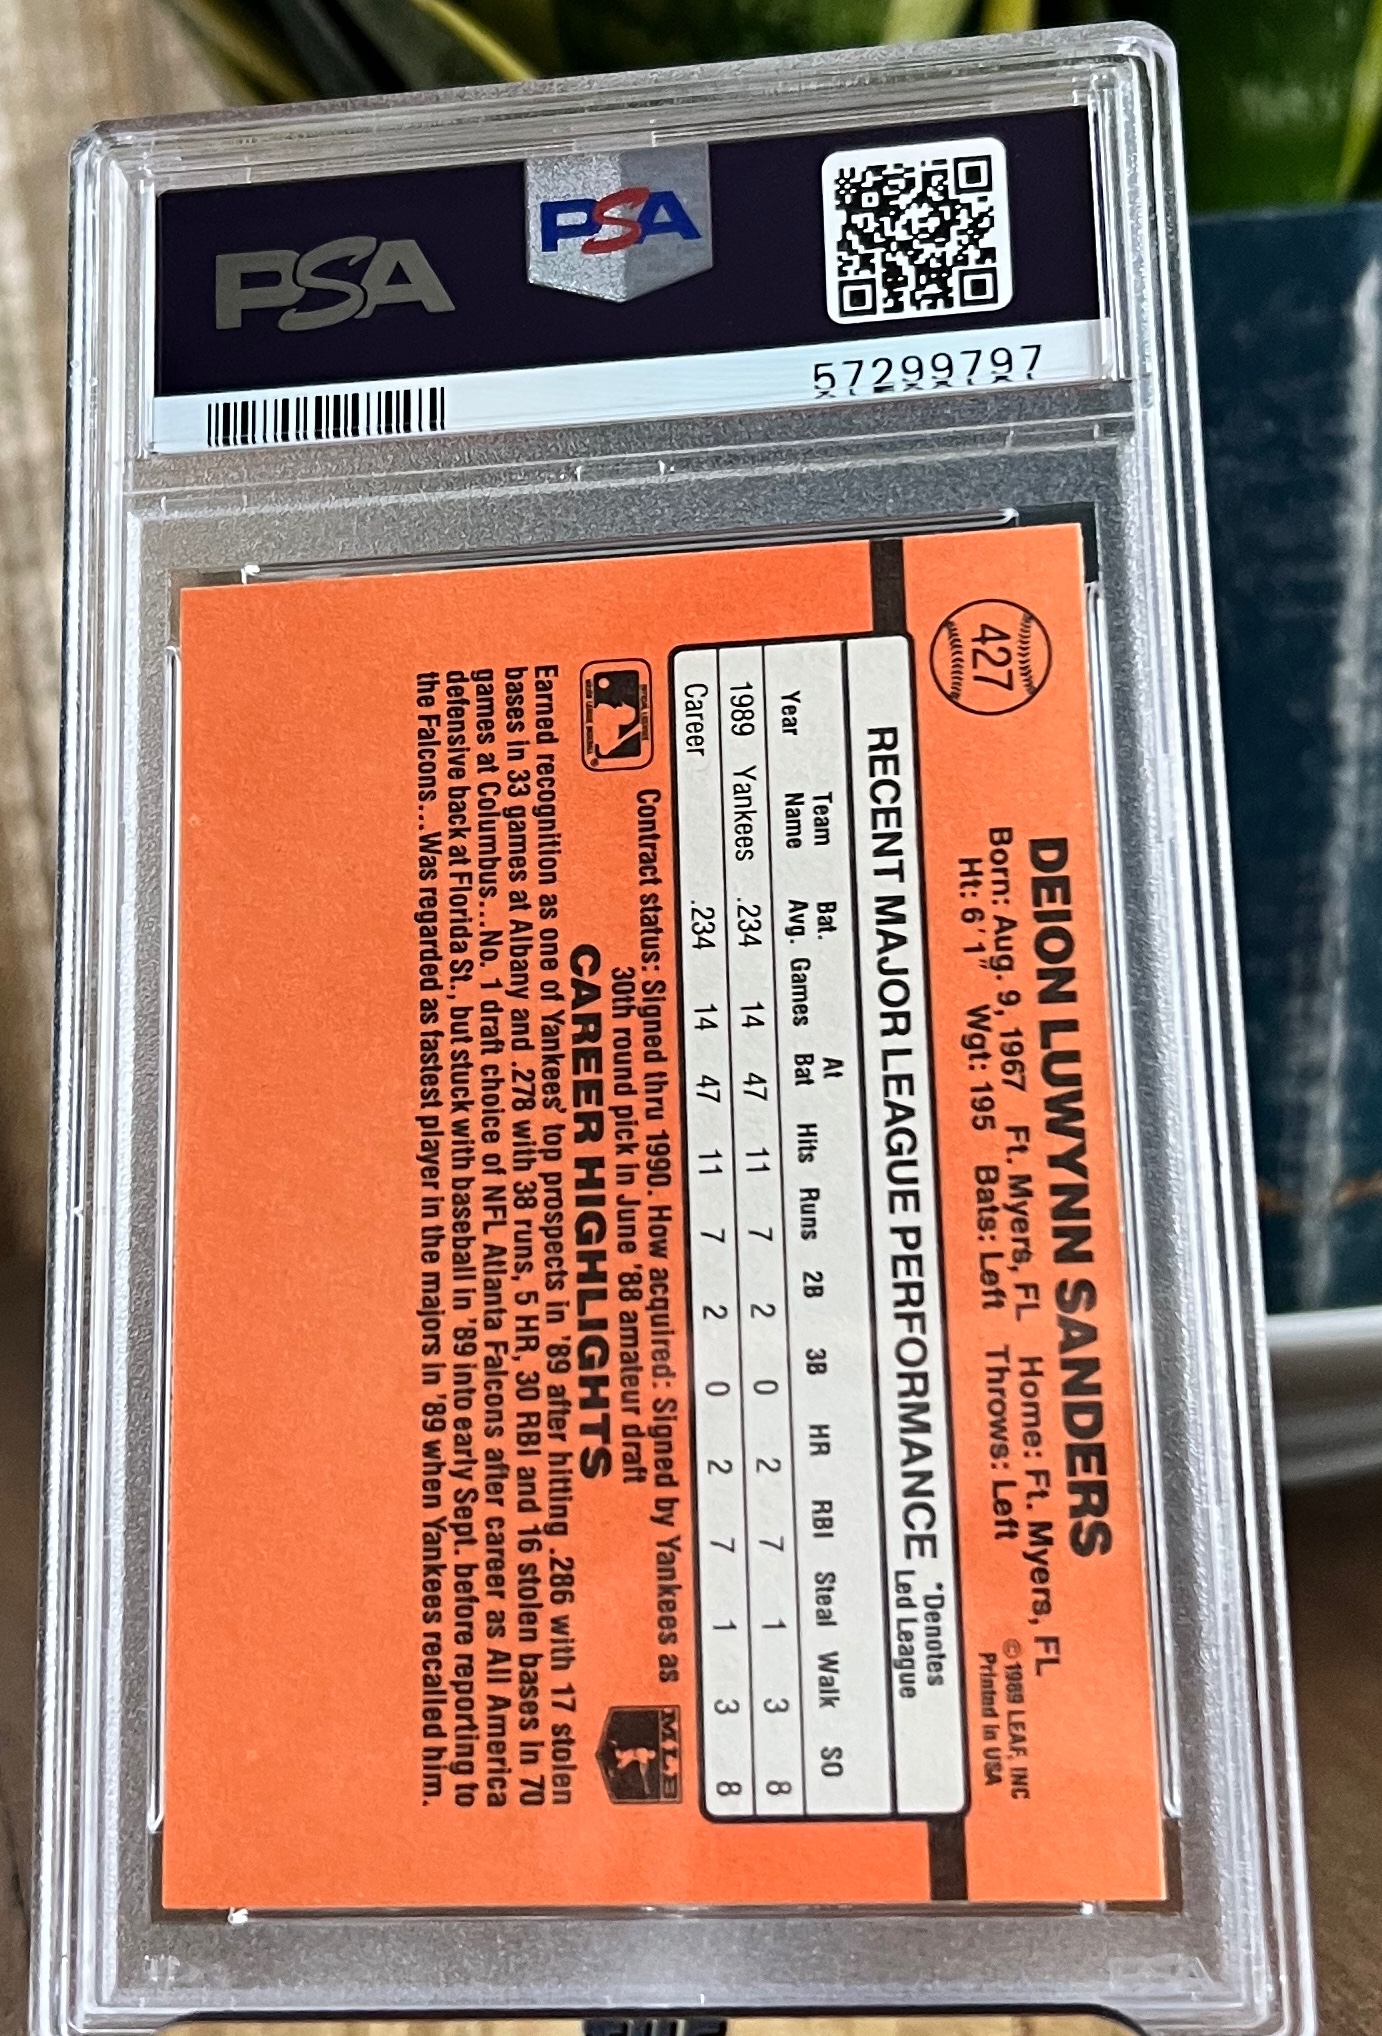 PSA
PSA
57299797
427
DEION LUWYNN SANDERS
Born: Aug. 9, 1967 Ft. Myers, FL Home: Ft. Myers, FL
Ht: 6'1" Wgt: 195 Bats: Left Throws: Left
© 1989 LEAF, INC
Printed in USA
RECENT MAJOR LEAGUE PERFORMANCE *Denotes Led League
Year Team Name Bat. Avg. Games At Bat Hits Runs 2B 3B HR RBI Steal Walk SO
1989 Yankees .234 14 47 11 7 2 0 2 7 1 3 8
Career .234 14 47 11 7 2 0 2 7 1 3 8
Contract status: Signed thru 1990. How acquired: Signed by Yankees as
30th round pick in June '88 amateur draft
MLB
CAREER HIGHLIGHTS
Earned recognition as one of Yankees' top prospects in '89 after hitting .286 with 17 stolen
bases in 33 games at Albany and .278 with 38 runs, 5 HR, 30 RBI and 16 stolen bases in 70
games at Columbus...No. 1 draft choice of NFL Atlanta Falcons after career as All America
defensive back at Florida St., but stuck with baseball in '89 into early Sept. before reporting to
the Falcons...Was regarded as fastest player in the majors in '89 when Yankees recalled him.